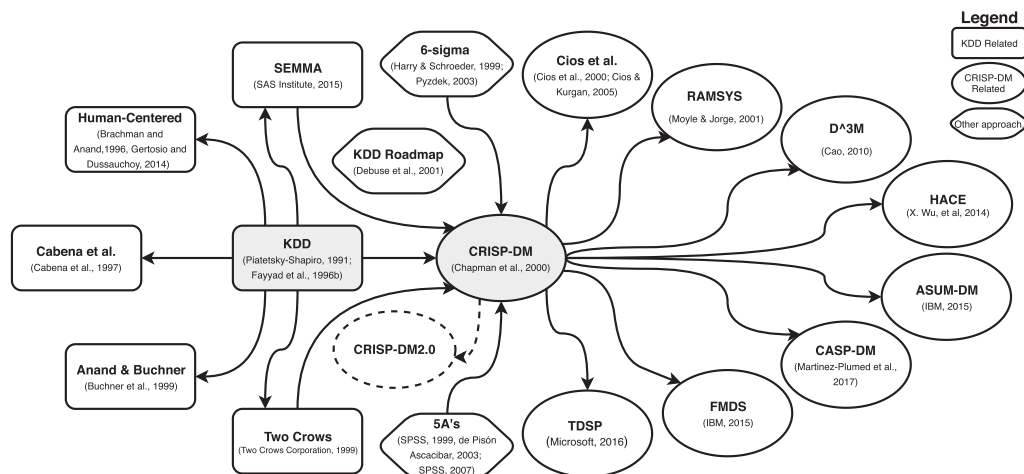 Legend
KDD Related
CRISP-DM
Related
Other approach
6-sigma
(Harry & Schroeder, 1999;
Pyzdek, 2003)
Cios et al.
(Cios et al., 2000; Cios &
Kurgan, 2005)
SEMMA
(SAS Institute, 2015)
RAMSYS
(Moyle & Jorge, 2001)
Human-Centered
(Brachman and
Anand,1996, Gertosio and
Dussauchoy, 2014)
D^3M
(Cao, 2010)
KDD Roadmap
(Debuse et al., 2001)
HACE
(X. Wu, et al, 2014)
Cabena et al.
(Cabena et al., 1997)
KDD
(Piatetsky-Shapiro, 1991;
Fayyad et al., 1996b)
CRISP-DM
(Chapman et al., 2000)
ASUM-DM
(IBM, 2015)
CRISP-DM2.0
CASP-DM
(Martinez-Plumed et al.,
2017)
Anand & Buchner
(Buchner et al., 1999)
FMDS
(IBM, 2015)
Two Crows
(Two Crows Corporation, 1999)
5A's
(SPSS, 1999, de Pisón
Ascacibar, 2003;
SPSS, 2007)
TDSP
(Microsoft, 2016)